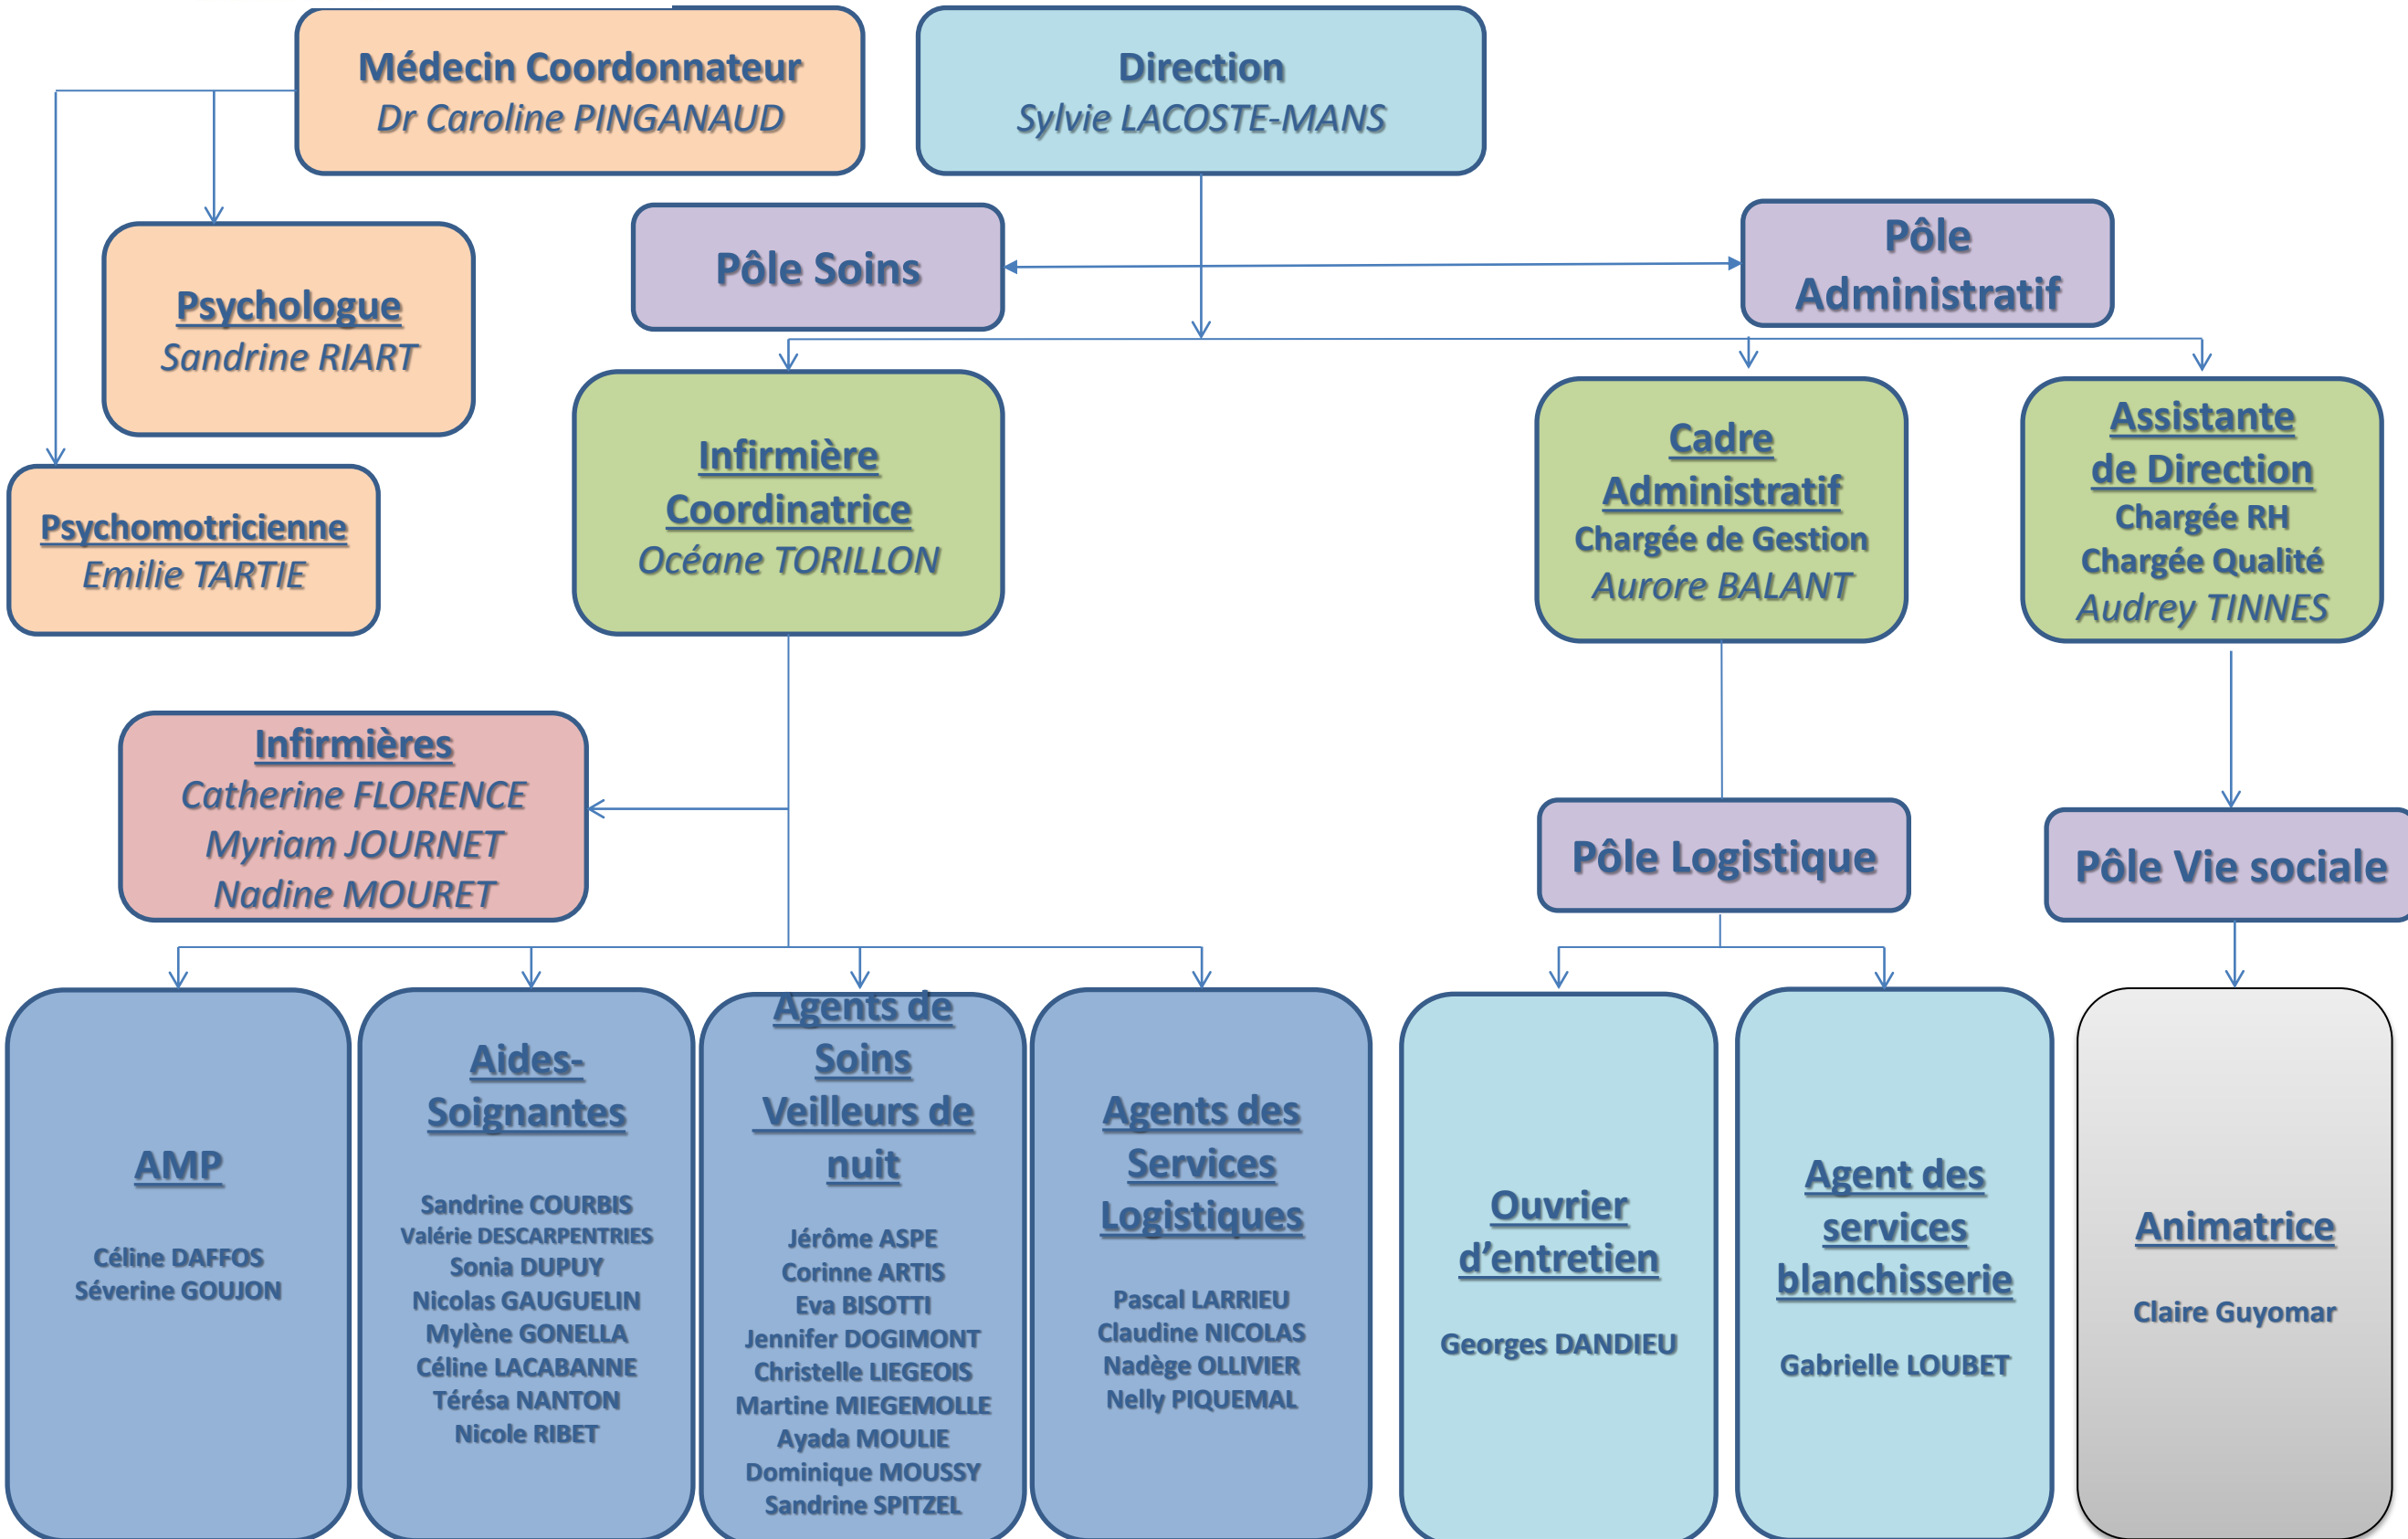 Médecin Coordonnateur
Dr Caroline PINGANAUD
Direction
Sylvie LACOSTE-MANS
Pôle Soins
Pôle
Administratif
Psychologue
Sandrine RIART
Psychomotricienne
Emilie TARTIE
Infirmière
Coordinatrice
Océane TORILLON
Cadre
Administratif
Chargée de Gestion
Aurore BALANT
Assistante
de Direction
Chargée RH
Chargée Qualité
Audrey TINNES
Infirmières
Catherine FLORENCE
Myriam JOURNET
Nadine MOURET
Pôle Logistique
Pôle Vie sociale
AMP
Céline DAFFOS
Séverine GOUJON
Aides-
Soignantes
Sandrine COURBIS
Valérie DESCARPENTRIES
Sonia DUPUY
Nicolas GAUGUELIN
Mylène GONELLA
Céline LACABANNE
Térésa NANTON
Nicole RIBET
Agents de
Soins
Veilleurs de
nuit
Jérôme ASPE
Corinne ARTIS
Eva BISOTTI
Jennifer DOGIMONT
Christelle LIEGEOIS
Martine MIEGEMOLLE
Ayada MOULIE
Dominique MOUSSY
Sandrine SPITZEL
Agents des
Services
Logistiques
Pascal LARRIEU
Claudine NICOLAS
Nadège OLLIVIER
Nelly PIQUEMAL
Ouvrier
d’entretien
Georges DANDIEU
Agent des
services
blanchisserie
Gabrielle LOUBET
Animatrice
Claire Guyomar